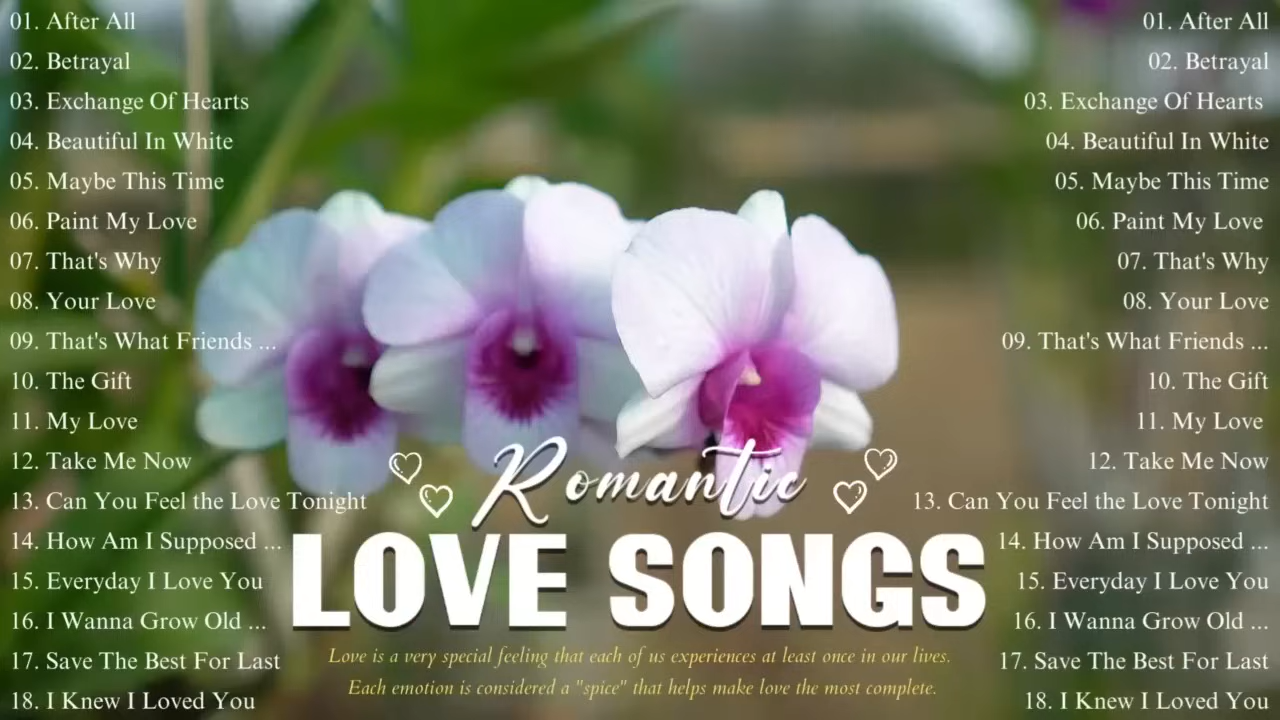 01. After All
02. Betrayal
03. Exchange Of Hearts
04. Beautiful In White
05. Maybe This Time
06. Paint My Love
07. That's Why
08. Your Love
09. That's What Friends ...
10. The Gift
11. My Love
12. Take Me Now
13. Can You Feel the Love Tonight
14. How Am I Supposed ...
15. Everyday I Love You
16. I Wanna Grow Old ...
17. Save The Best For Last
18. I Knew I Loved You
Romantic
LOVE SONGS
Love is a very special feeling that each of us experiences at least once in our lives.
Each emotion is considered a "spice" that helps make love the most complete.
01. After All
02. Betrayal
03. Exchange Of Hearts
04. Beautiful In White
05. Maybe This Time
06. Paint My Love
07. That's Why
08. Your Love
09. That's What Friends ...
10. The Gift
11. My Love
12. Take Me Now
13. Can You Feel the Love Tonight
14. How Am I Supposed ...
15. Everyday I Love You
16. I Wanna Grow Old ...
17. Save The Best For Last
18. I Knew I Loved You